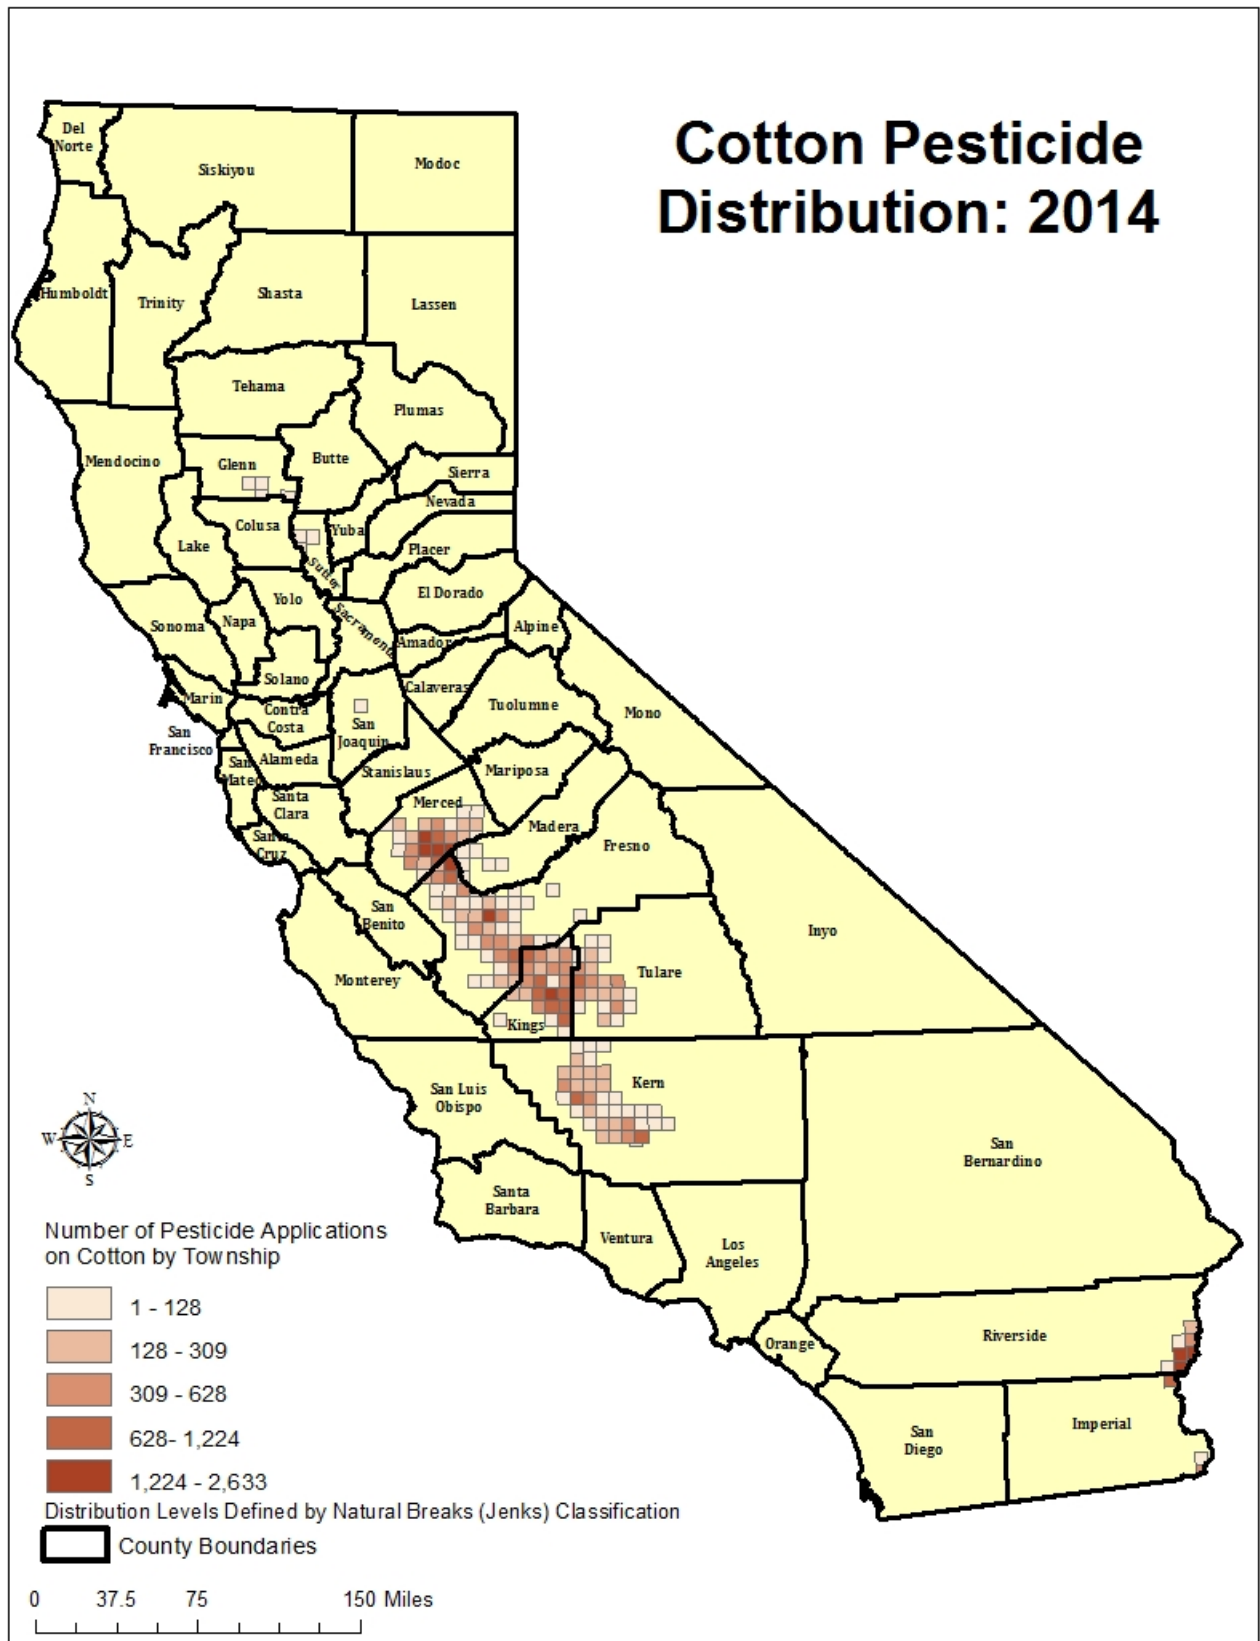 Cotton Pesticide
Distribution: 2014
Del
Norte
Siskiyou
Modoc
Humboldt
Trinity
Shasta
Lassen
Tehama
Plumas
Mendocino
Glenn
Butte
Sierra
Nevada
Colusa
Yuba
Lake
Placer
Sutter
El Dorado
Yolo
Sonoma
Napa
Sacramento
Alpine
Amador
Solano
Calaveras
Marin
Contra
Costa
Tuolumne
Mono
San
Francisco
San
Joaquin
Alameda
San
Mateo
Stanislaus
Mariposa
Santa
Clara
Merced
Madera
Santa
Cruz
Fresno
San
Benito
Inyo
Monterey
Tulare
Kings
San Luis
Obispo
Kern
San
Bernardino
Santa
Barbara
Ventura
Los
Angeles
Orange
Riverside
San
Diego
Imperial
N
W E
S
Number of Pesticide Applications
on Cotton by Township
1 - 128
128 - 309
309 - 628
628- 1,224
1,224 - 2,633
Distribution Levels Defined by Natural Breaks (Jenks) Classification
County Boundaries
0 37.5 75 150 Miles